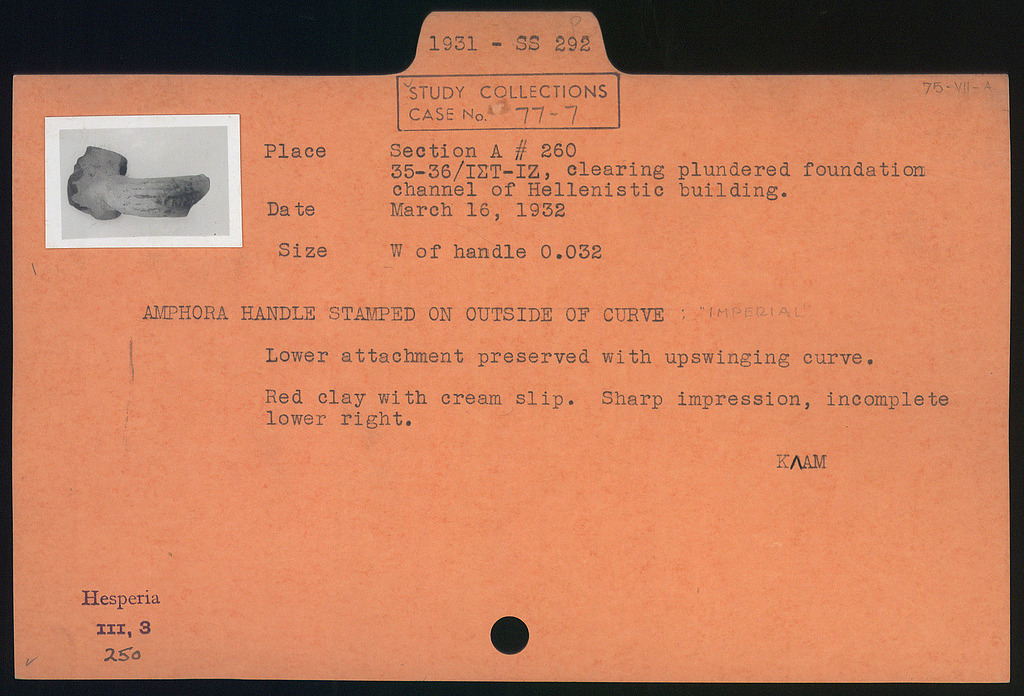 1931 - SS 292
P
75-VII-A
STUDY COLLECTIONS
CASE No. 77-7
Place Section A # 260
35-36/ΙΣΤ-ΙΖ, clearing plundered foundation
channel of Hellenistic building.
Date March 16, 1932
Size W of handle 0.032
AMPHORA HANDLE STAMPED ON OUTSIDE OF CURVE : "IMPERIAL"
Lower attachment preserved with upswinging curve.
Red clay with cream slip. Sharp impression, incomplete
lower right.
ΚΛΑΜ
Hesperia
III, 3
250